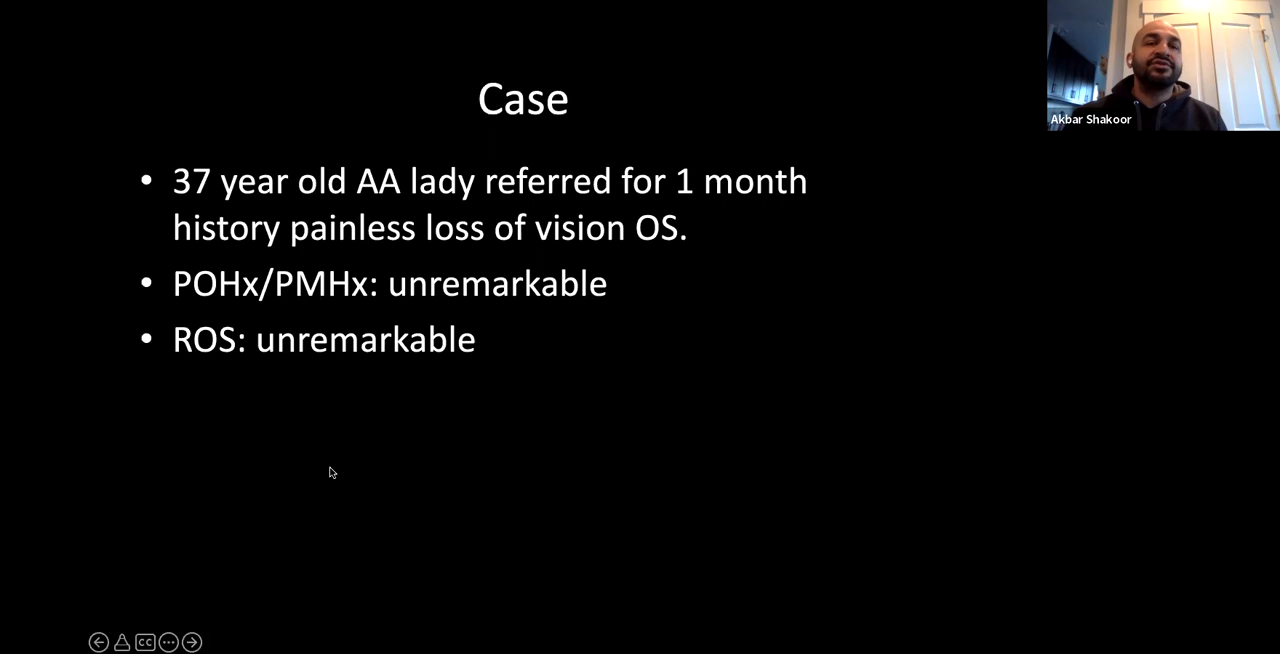 Case
• 37 year old AA lady referred for 1 month
history painless loss of vision OS.
• POHx/PMHx: unremarkable
• ROS: unremarkable
Akbar Shakoor
CC